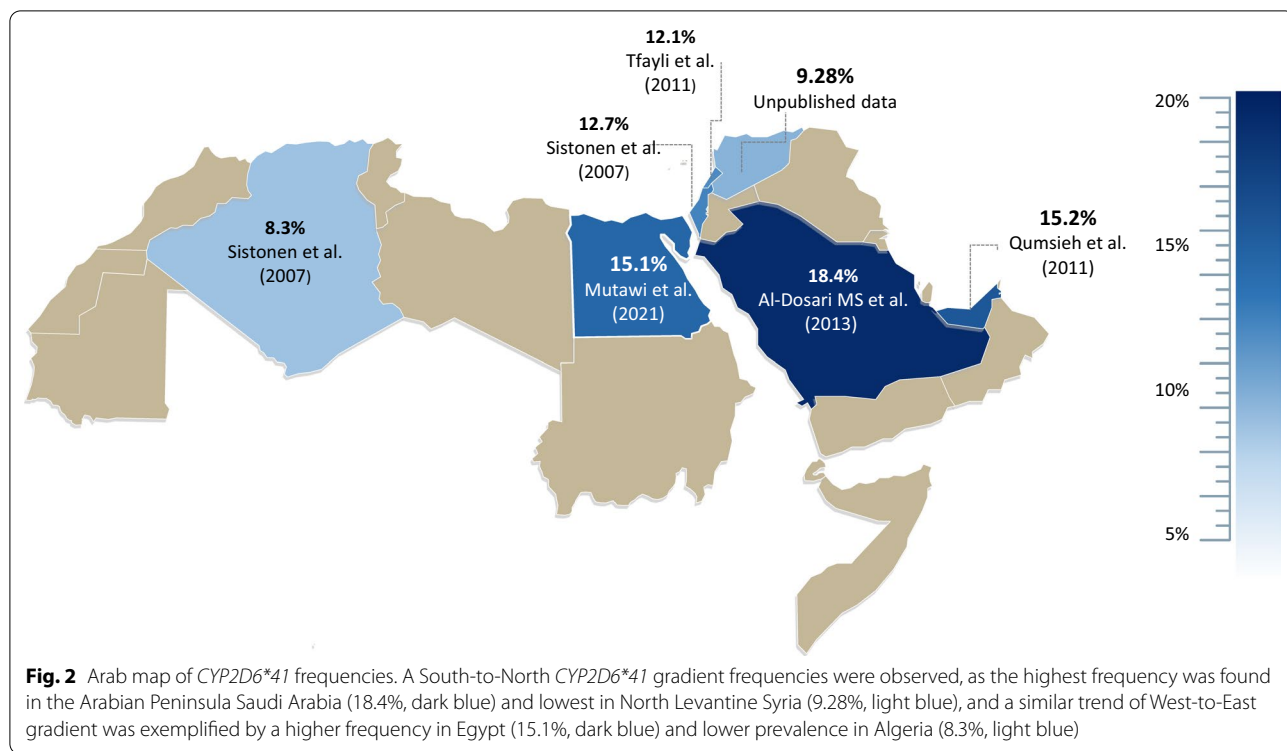 12.1%
Tfayli et al.
(2011)
9.28%
Unpublished data
12.7%
Sistonen et al.
(2007)
8.3%
Sistonen et al.
(2007)
15.1%
Mutawi et al.
(2021)
18.4%
Al-Dosari MS et al.
(2013)
15.2%
Qumsieh et al.
(2011)
20%
15%
10%
5%
Fig. 2 Arab map of CYP2D6*41 frequencies. A South-to-North CYP2D6*41 gradient frequencies were observed, as the highest frequency was found
in the Arabian Peninsula Saudi Arabia (18.4%, dark blue) and lowest in North Levantine Syria (9.28%, light blue), and a similar trend of West-to-East
gradient was exemplified by a higher frequency in Egypt (15.1%, dark blue) and lower prevalence in Algeria (8.3%, light blue)